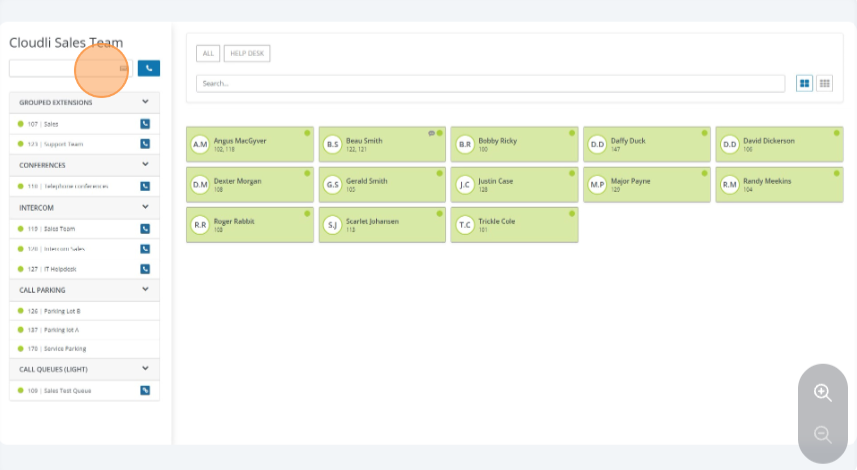 Cloudli Sales Team
GROUPED EXTENSIONS
107 | Sales
123 | Support Team
CONFERENCES
110 | Telephone conferences
INTERCOM
119 | Sales Team
120 | Intercom Sales
127 | IT Helpdesk
CALL PARKING
126 | Parking Lot B
187 | Parking lot A
170 | Service Parking
CALL QUEUES (LIGHT)
109 | Sales Test Queue
ALL HELP DESK
Search...
A.M Angus MacGyver
102, 118
B.S Beau Smith
122, 121
B.R Bobby Ricky
100
D.D Daffy Duck
147
D.D David Dickerson
106
D.M Dexter Morgan
108
G.S Gerald Smith
105
J.C Justin Case
128
M.P Major Payne
129
R.M Randy Meekins
104
R.R Roger Rabbit
103
S.J Scarlet Johansen
113
T.C Trickle Cole
101